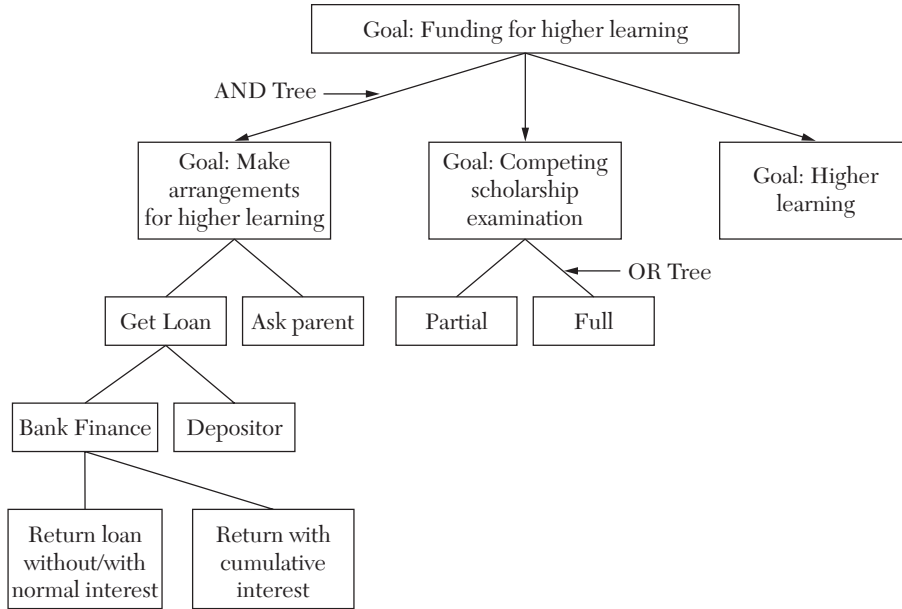 Goal: Funding for higher learning
AND Tree
Goal: Make
arrangements
for higher learning
Goal: Competing
scholarship
examination
Goal: Higher
learning
OR Tree
Get Loan
Ask parent
Partial
Full
Bank Finance
Depositor
Return loan
without/with
normal interest
Return with
cumulative
interest